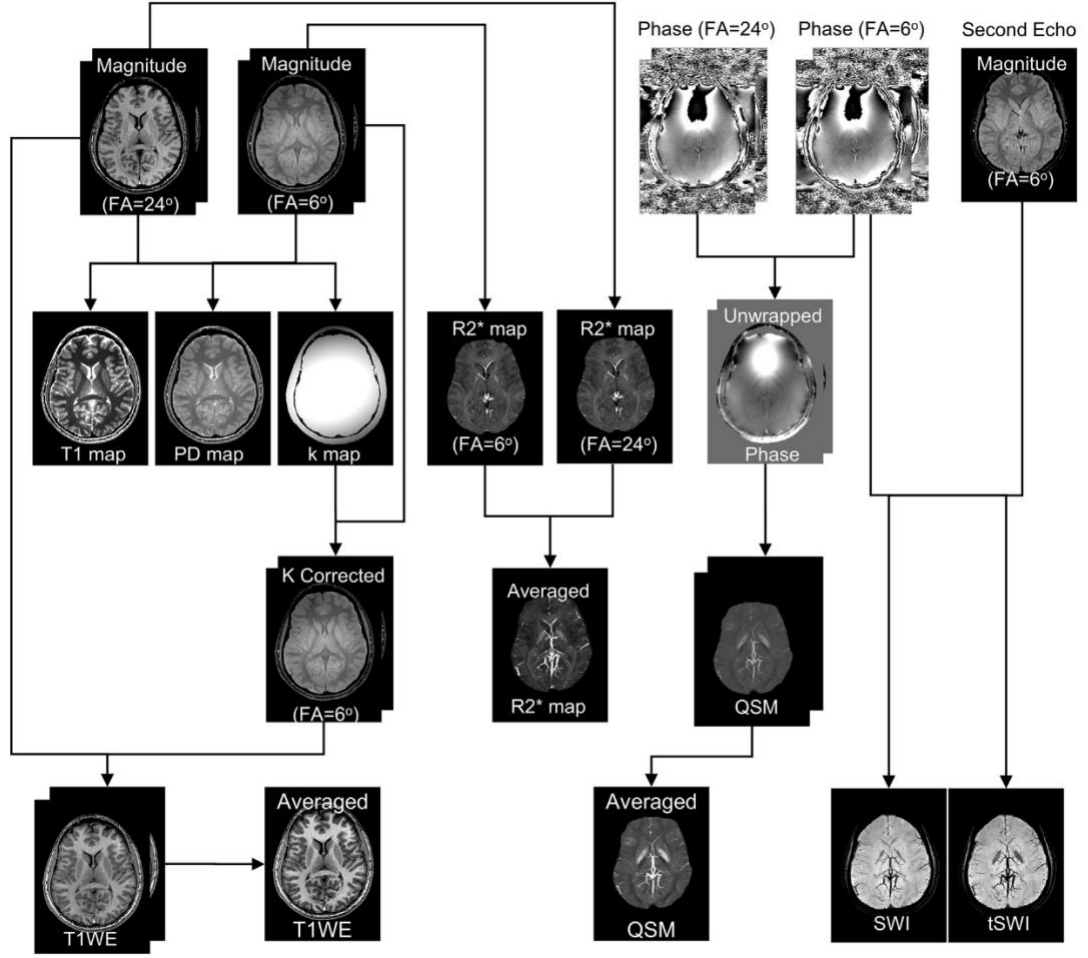 Phase (FA=24°) Phase (FA=6°) Second Echo
Magnitude Magnitude Magnitude
(FA=24°) (FA=6°) (FA=6°)
R2* map R2* map Unwrapped
(FA=6°) (FA=24°)
T1 map PD map k map Phase
K Corrected
(FA=6°)
Averaged
R2* map
QSM
Averaged
T1WE
T1WE
Averaged
QSM
SWI tSWI